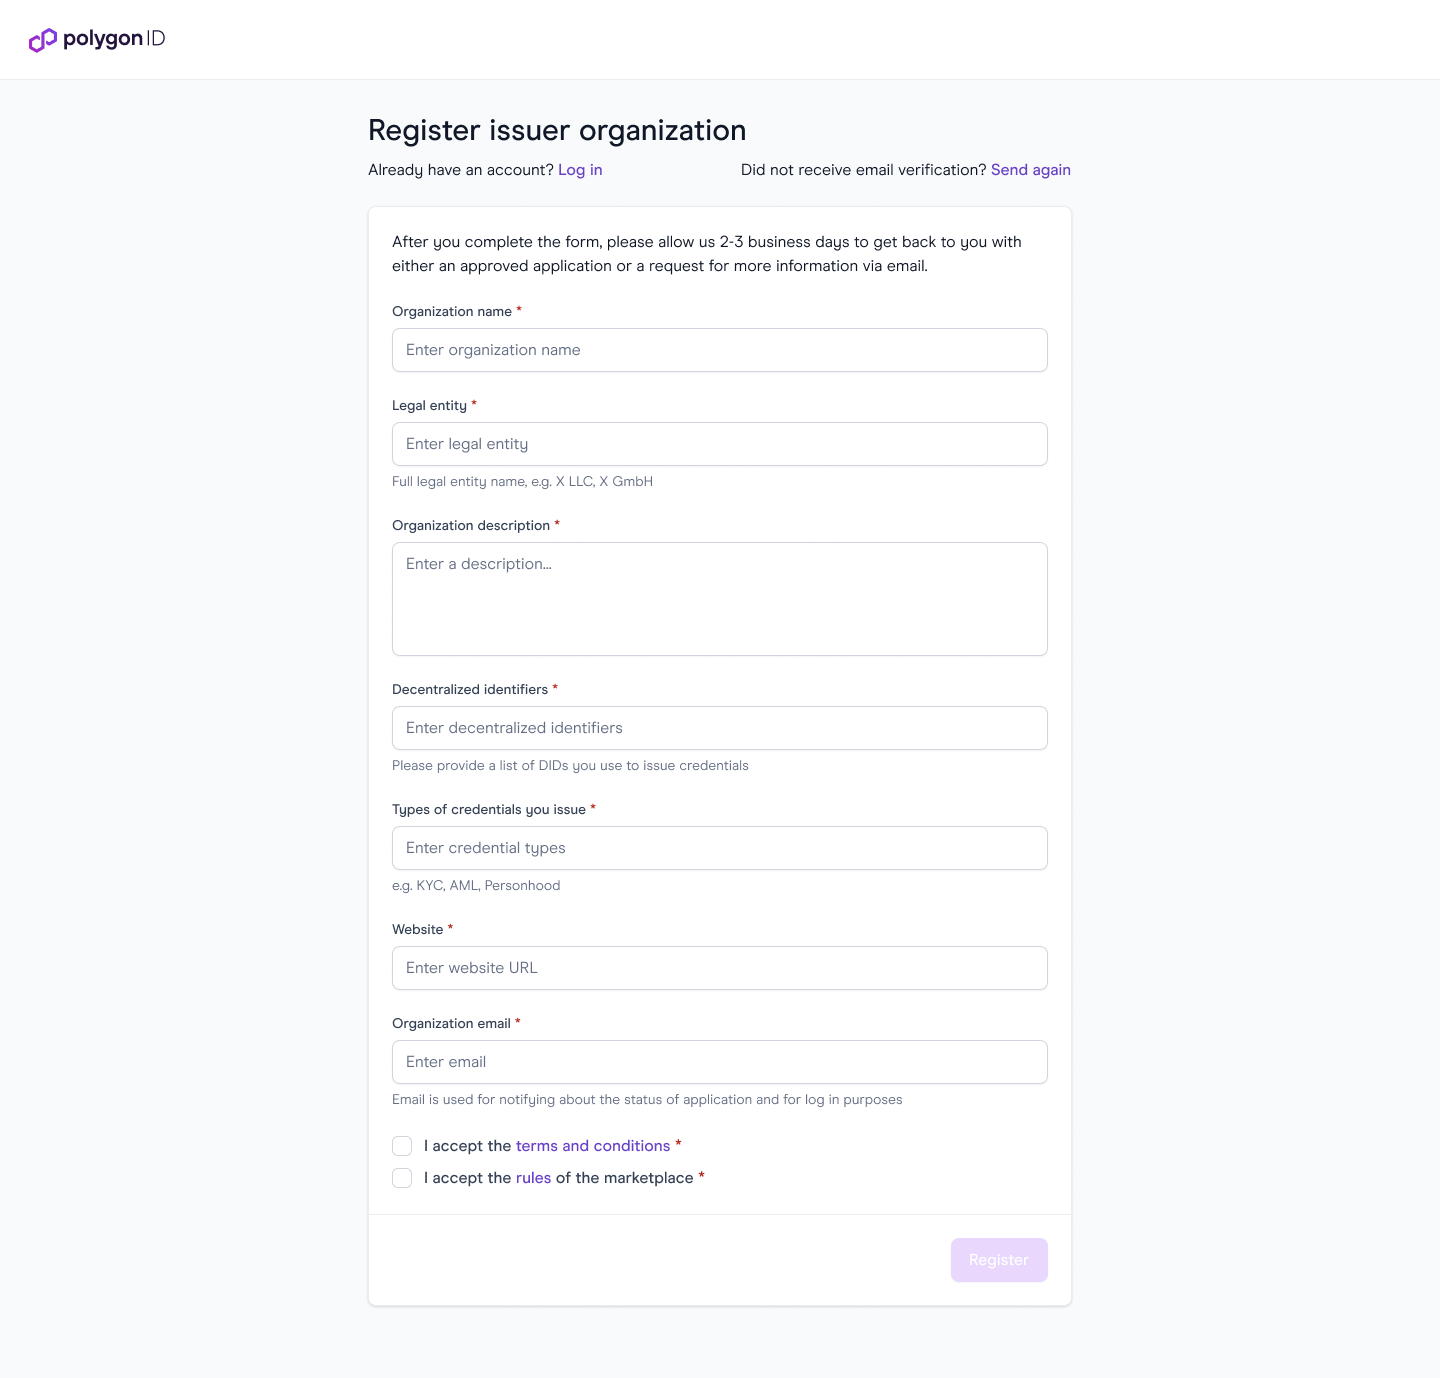 polygon ID
Register issuer organization
Already have an account? Log in
Did not receive email verification? Send again
After you complete the form, please allow us 2-3 business days to get back to you with
either an approved application or a request for more information via email.
Organization name *
Enter organization name
Legal entity *
Enter legal entity
Full legal entity name, e.g. X LLC, X GmbH
Organization description *
Enter a description...
Decentralized identifiers *
Enter decentralized identifiers
Please provide a list of DIDs you use to issue credentials
Types of credentials you issue *
Enter credential types
e.g. KYC, AML, Personhood
Website *
Enter website URL
Organization email *
Enter email
Email is used for notifying about the status of application and for log in purposes
I accept the terms and conditions *
I accept the rules of the marketplace *
Register